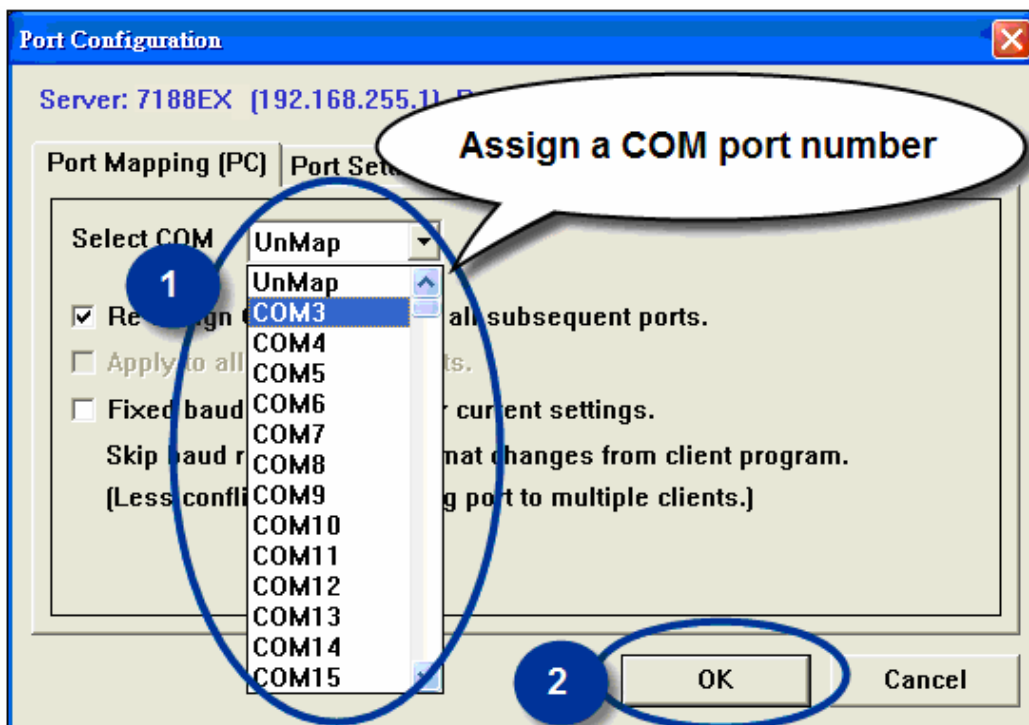 Port Configuration
Server: 7188EX (192.168.255.1)
Assign a COM port number
Port Mapping (PC)
Port
Select COM
UnMap
1
UnMap
COM3
COM4
COM5
COM6
COM7
COM8
COM9
COM10
COM11
COM12
COM13
COM14
COM15
all subsequent ports.
Apply to all
Fixed baud current settings.
Skip baud changes from client program.
(Less port to multiple clients.)
2
OK
Cancel